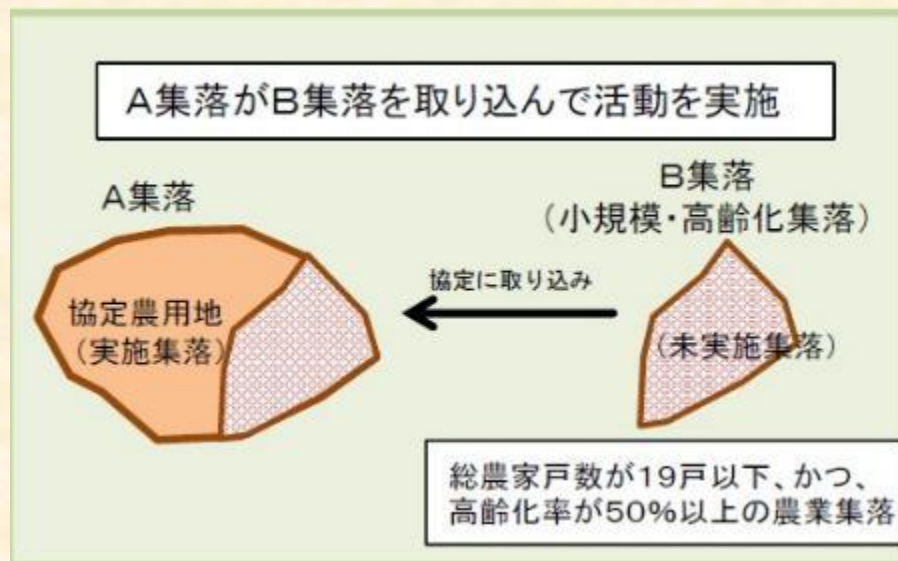 A集落がB集落を取り込んで活動を実施
A集落
B集落
(小規模・高齢化集落)
協定に取り込み
協定農用地
(実施集落)
(未実施集落)
総農家戸数が19戸以下、かつ、
高齢化率が50%以上の農業集落